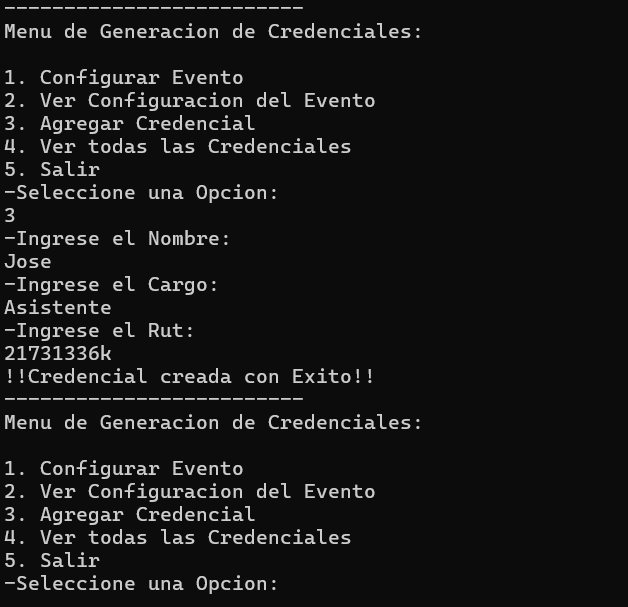 -------------------------
Menu de Generacion de Credenciales:
1. Configurar Evento
2. Ver Configuracion del Evento
3. Agregar Credencial
4. Ver todas las Credenciales
5. Salir
-Seleccione una Opcion:
3
-Ingrese el Nombre:
Jose
-Ingrese el Cargo:
Asistente
-Ingrese el Rut:
21731336k
!!Credencial creada con Exito!!
-------------------------
Menu de Generacion de Credenciales:
1. Configurar Evento
2. Ver Configuracion del Evento
3. Agregar Credencial
4. Ver todas las Credenciales
5. Salir
-Seleccione una Opcion: